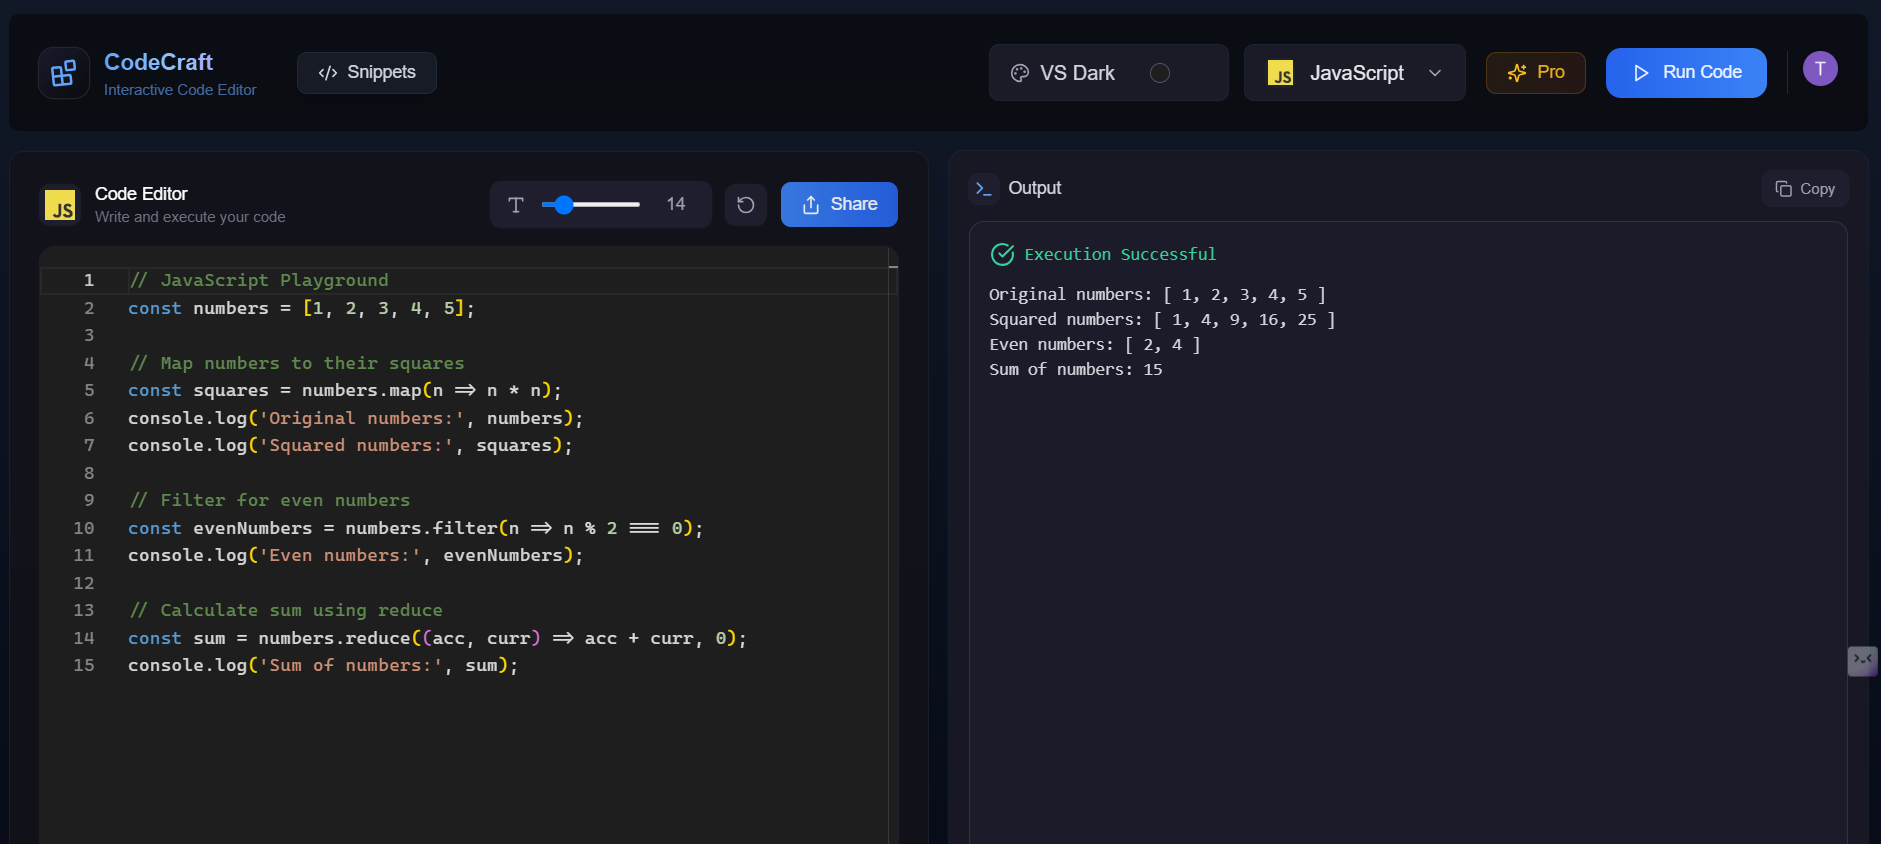 CodeCraft
Interactive Code Editor
</> Snippets
VS Dark
JS JavaScript
Pro
Run Code
T
JS
Code Editor
Write and execute your code
T 14
Share
1 // JavaScript Playground
2 const numbers = [1, 2, 3, 4, 5];
3
4 // Map numbers to their squares
5 const squares = numbers.map(n => n * n);
6 console.log('Original numbers:', numbers);
7 console.log('Squared numbers:', squares);
8
9 // Filter for even numbers
10 const evenNumbers = numbers.filter(n => n % 2 === 0);
11 console.log('Even numbers:', evenNumbers);
12
13 // Calculate sum using reduce
14 const sum = numbers.reduce((acc, curr) => acc + curr, 0);
15 console.log('Sum of numbers:', sum);
Output
Copy
Execution Successful
Original numbers: [ 1, 2, 3, 4, 5 ]
Squared numbers: [ 1, 4, 9, 16, 25 ]
Even numbers: [ 2, 4 ]
Sum of numbers: 15